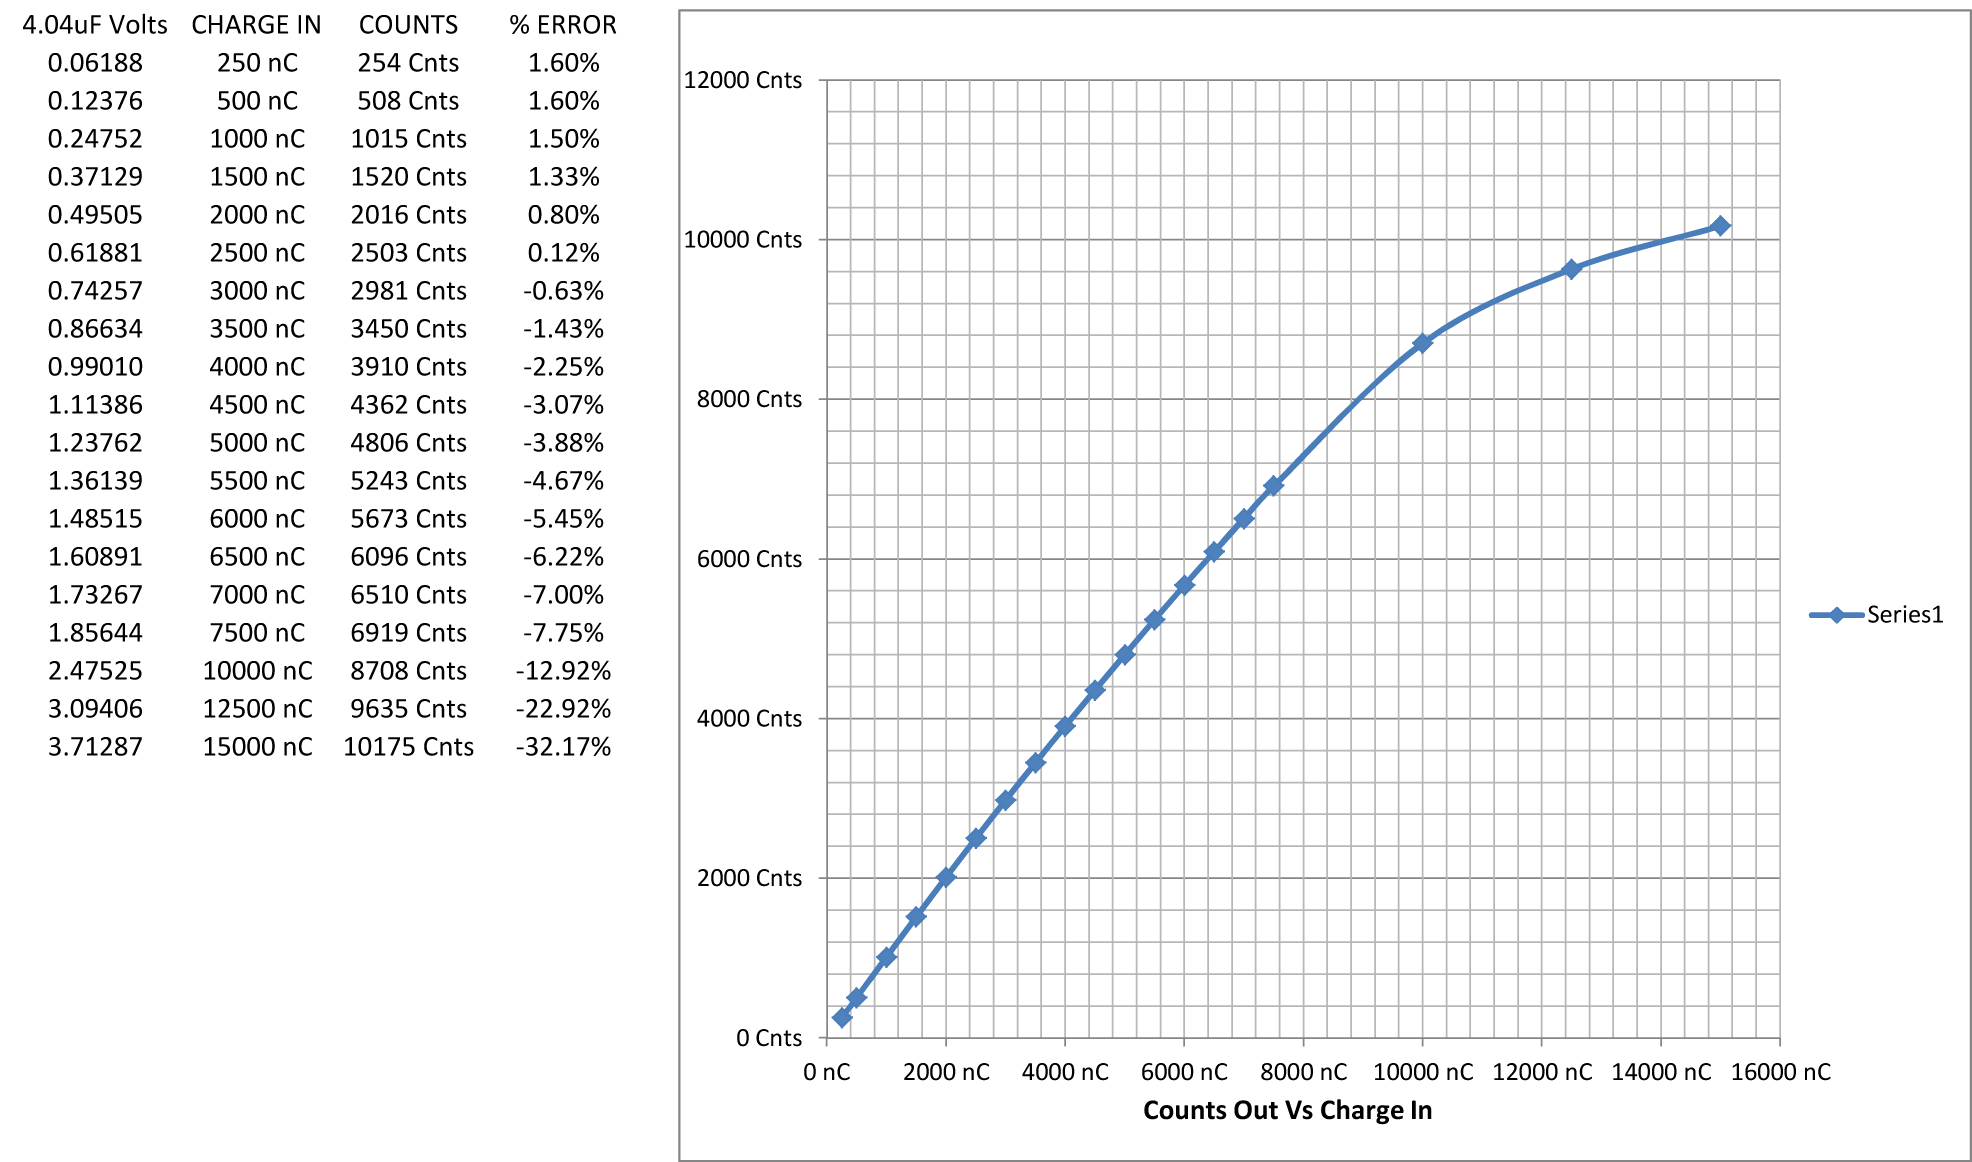 4.04uF Volts CHARGE IN COUNTS % ERROR
0.06188 250 nC 254 Cnts 1.60%
0.12376 500 nC 508 Cnts 1.60%
0.24752 1000 nC 1015 Cnts 1.50%
0.37129 1500 nC 1520 Cnts 1.33%
0.49505 2000 nC 2016 Cnts 0.80%
0.61881 2500 nC 2503 Cnts 0.12%
0.74257 3000 nC 2981 Cnts -0.63%
0.86634 3500 nC 3450 Cnts -1.43%
0.99010 4000 nC 3910 Cnts -2.25%
1.11386 4500 nC 4362 Cnts -3.07%
1.23762 5000 nC 4806 Cnts -3.88%
1.36139 5500 nC 5243 Cnts -4.67%
1.48515 6000 nC 5673 Cnts -5.45%
1.60891 6500 nC 6096 Cnts -6.22%
1.73267 7000 nC 6510 Cnts -7.00%
1.85644 7500 nC 6919 Cnts -7.75%
2.47525 10000 nC 8708 Cnts -12.92%
3.09406 12500 nC 9635 Cnts -22.92%
3.71287 15000 nC 10175 Cnts -32.17%
12000 Cnts
10000 Cnts
8000 Cnts
6000 Cnts
4000 Cnts
2000 Cnts
0 Cnts
0 nC 2000 nC 4000 nC 6000 nC 8000 nC 10000 nC 12000 nC 14000 nC 16000 nC
Counts Out Vs Charge In
Series1